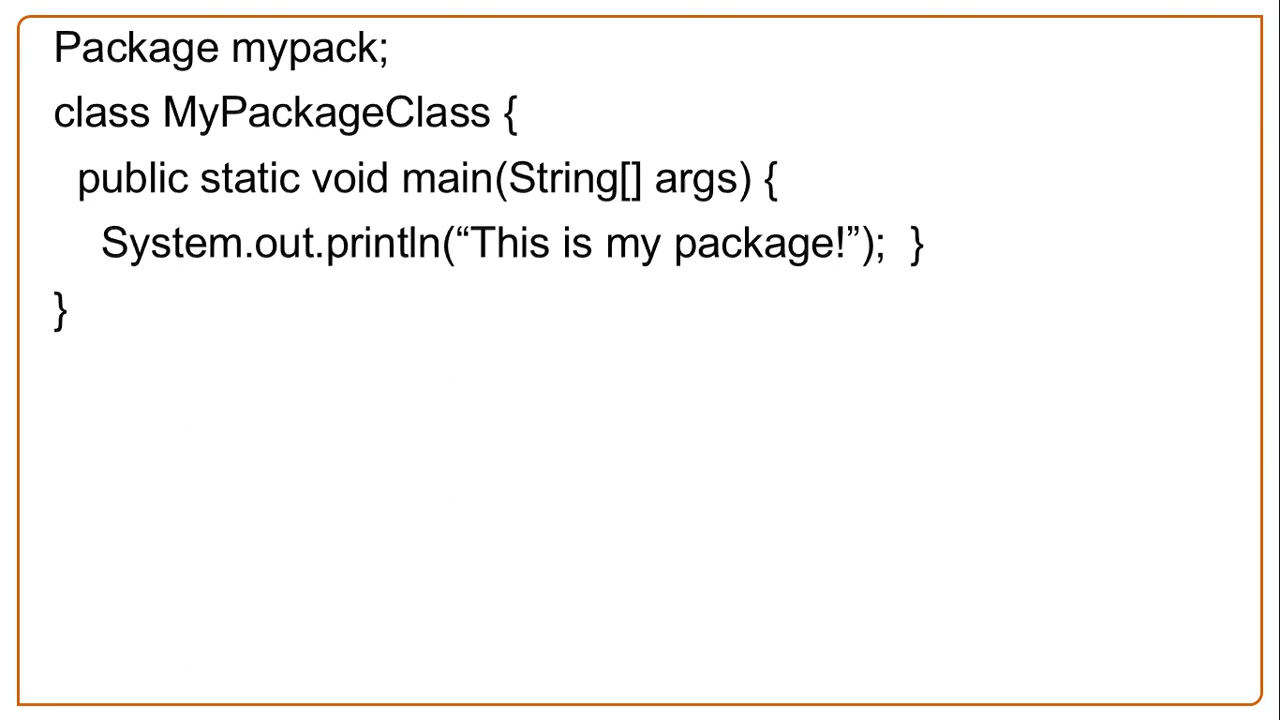 Package mypack;
class MyPackageClass {
public static void main(String[] args) {
System.out.println(“This is my package!”);  }
}